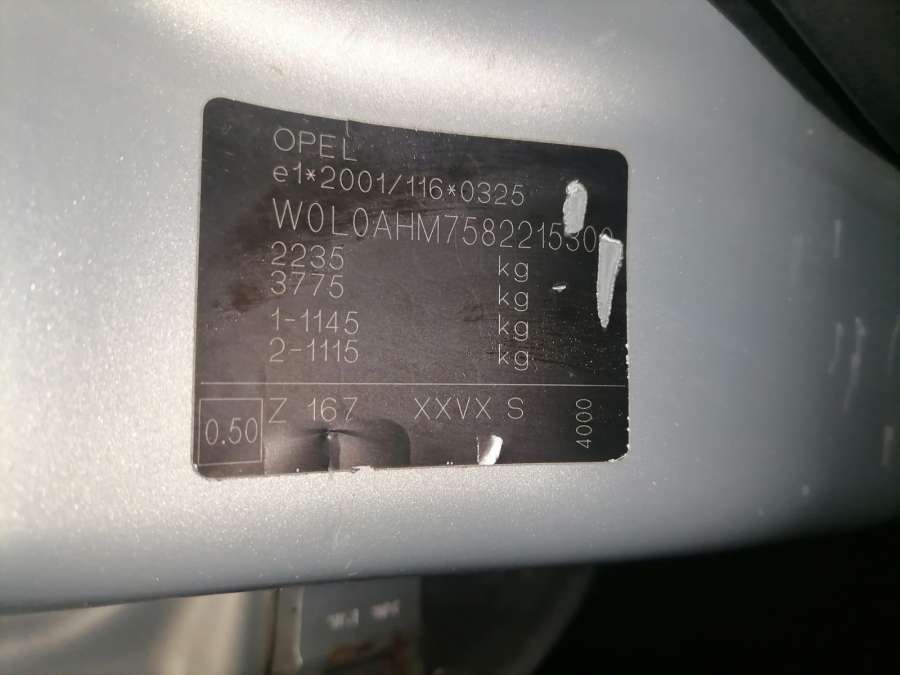 OPEL
e1*2001/116*0325
W0L0AHM7582215300
2235 kg
3775 kg
1-1145 kg
2-1115 kg
0.50 Z 167 XXVX S 4000